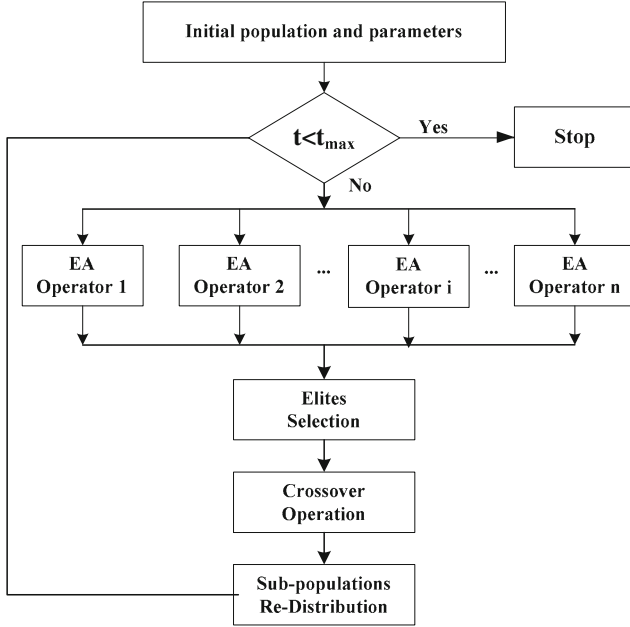 Initial population and parameters
t<tmax
Yes
Stop
No
EA
Operator 1
EA
Operator 2
...
EA
Operator i
...
EA
Operator n
Elites
Selection
Crossover
Operation
Sub-populations
Re-Distribution